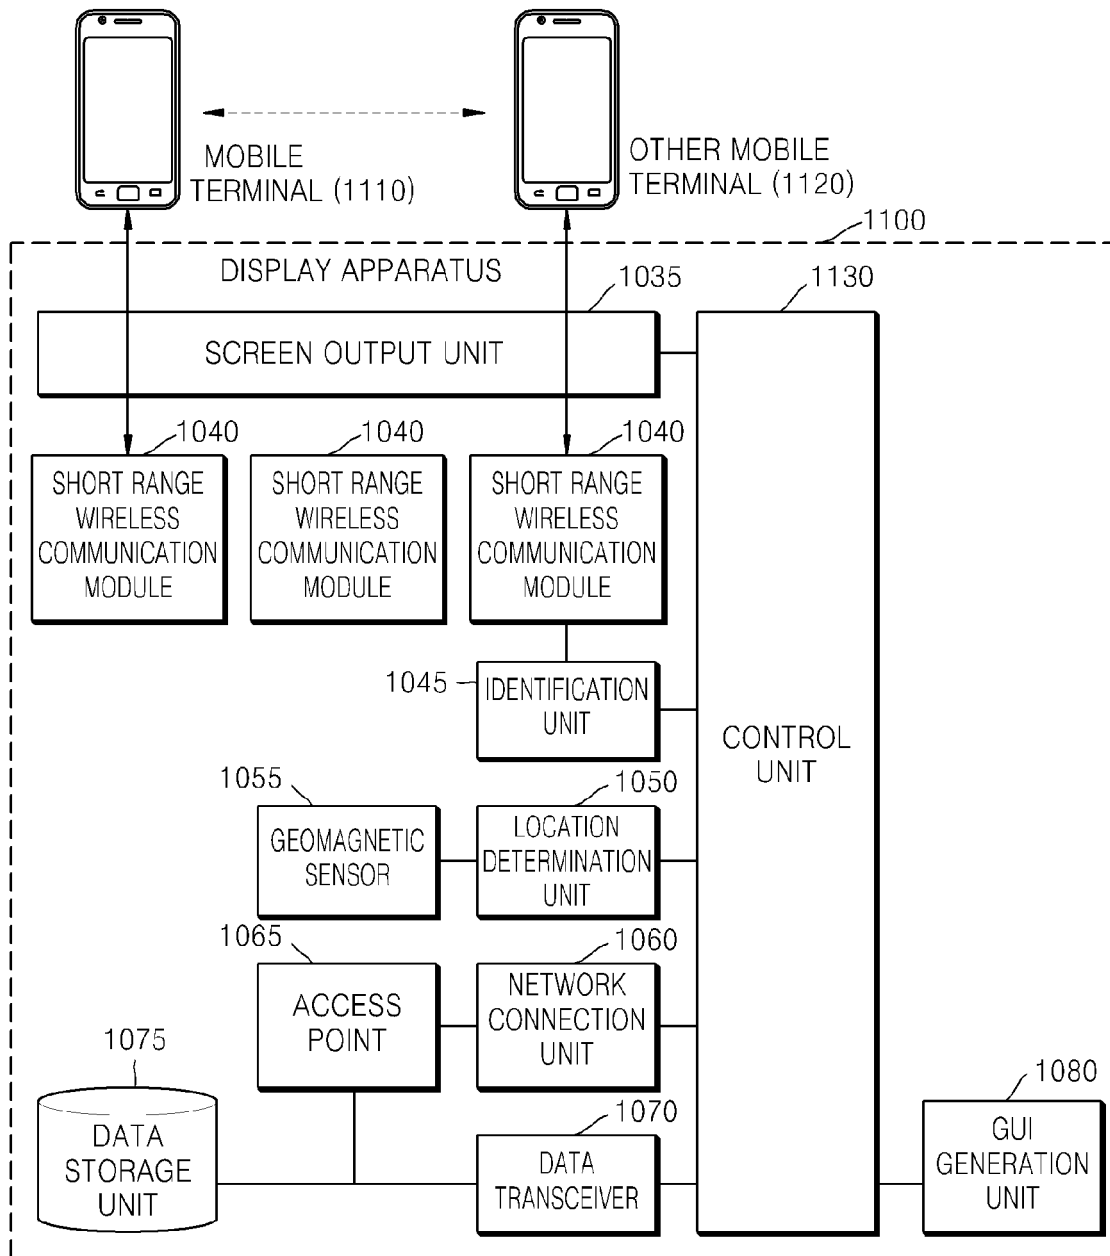 MOBILE
TERMINAL (1110)
OTHER MOBILE
TERMINAL (1120)
1100
DISPLAY APPARATUS
1035
1130
SCREEN OUTPUT UNIT
1040
1040
1040
SHORT RANGE
WIRELESS
COMMUNICATION
MODULE
SHORT RANGE
WIRELESS
COMMUNICATION
MODULE
SHORT RANGE
WIRELESS
COMMUNICATION
MODULE
1045
IDENTIFICATION
UNIT
CONTROL
UNIT
1055
1050
GEOMAGNETIC
SENSOR
LOCATION
DETERMINATION
UNIT
1065
1060
ACCESS
POINT
NETWORK
CONNECTION
UNIT
1075
1070
1080
DATA
STORAGE
UNIT
DATA
TRANSCEIVER
GUI
GENERATION
UNIT